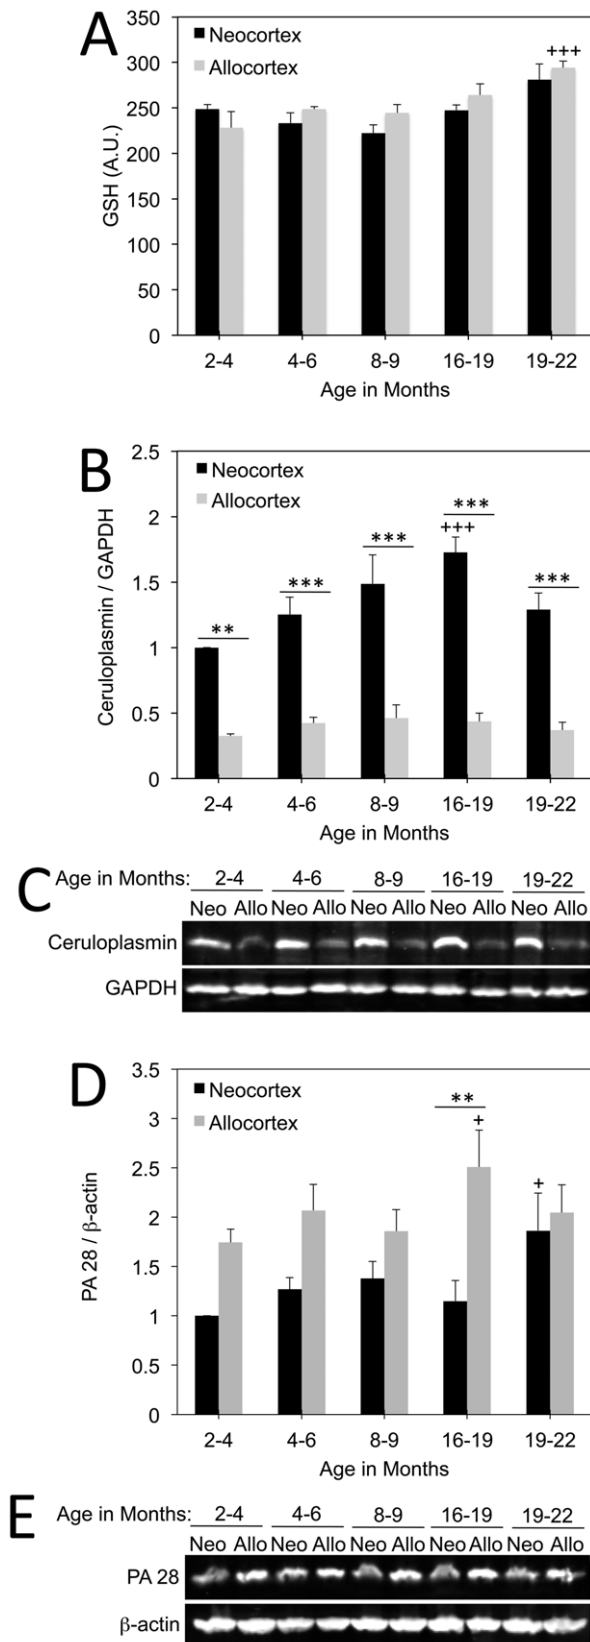 A
Neocortex
Allocortex
+++
GSH (A.U.)
350
300
250
200
150
100
50
0
2-4 4-6 8-9 16-19 19-22
Age in Months
B
Neocortex
Allocortex
Ceruloplasmin / GAPDH
2.5
2
1.5
1
0.5
0
** *** *** *** +++ ***
2-4 4-6 8-9 16-19 19-22
Age in Months
C
Age in Months: 2-4 4-6 8-9 16-19 19-22
Neo Allo Neo Allo Neo Allo Neo Allo Neo Allo
Ceruloplasmin
GAPDH
D
Neocortex
Allocortex
PA 28 / β-actin
3.5
3
2.5
2
1.5
1
0.5
0
** + +
2-4 4-6 8-9 16-19 19-22
Age in Months
E
Age in Months: 2-4 4-6 8-9 16-19 19-22
Neo Allo Neo Allo Neo Allo Neo Allo Neo Allo
PA 28
β-actin